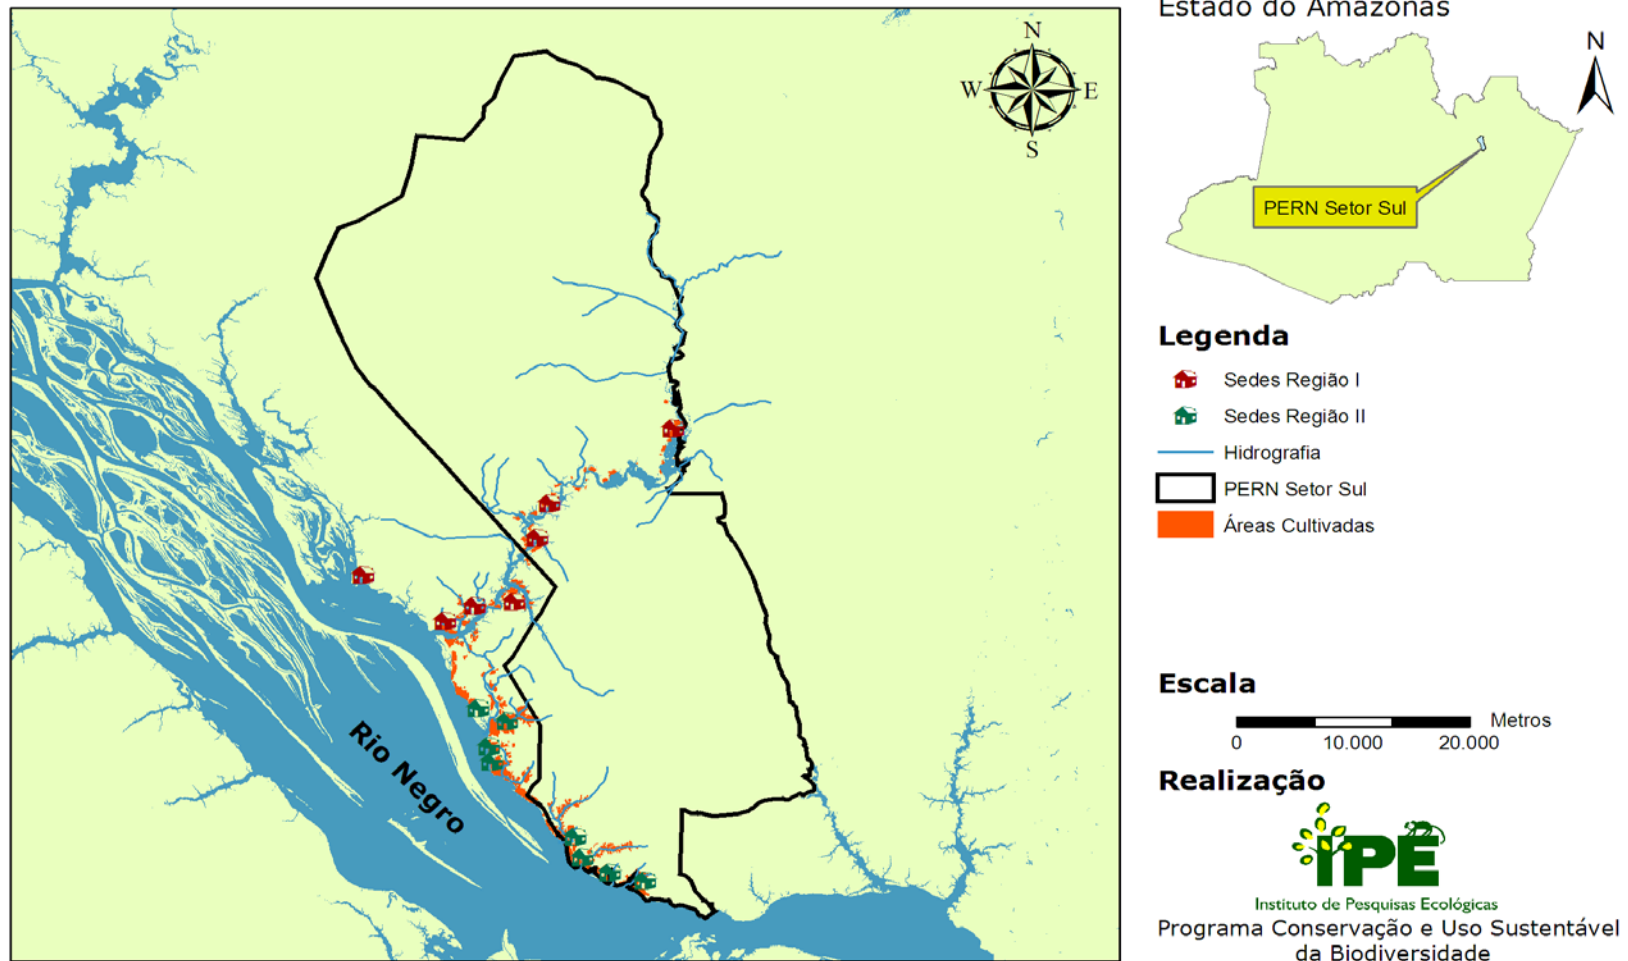 N
W
E
S
Rio Negro
Estado do Amazonas
N
PERN Setor Sul
Legenda
Sedes Região I
Sedes Região II
Hidrografia
PERN Setor Sul
Áreas Cultivadas
Escala
Metros
0 10.000 20.000
Realização
IPÊ
Instituto de Pesquisas Ecológicas
Programa Conservação e Uso Sustentável
da Biodiversidade